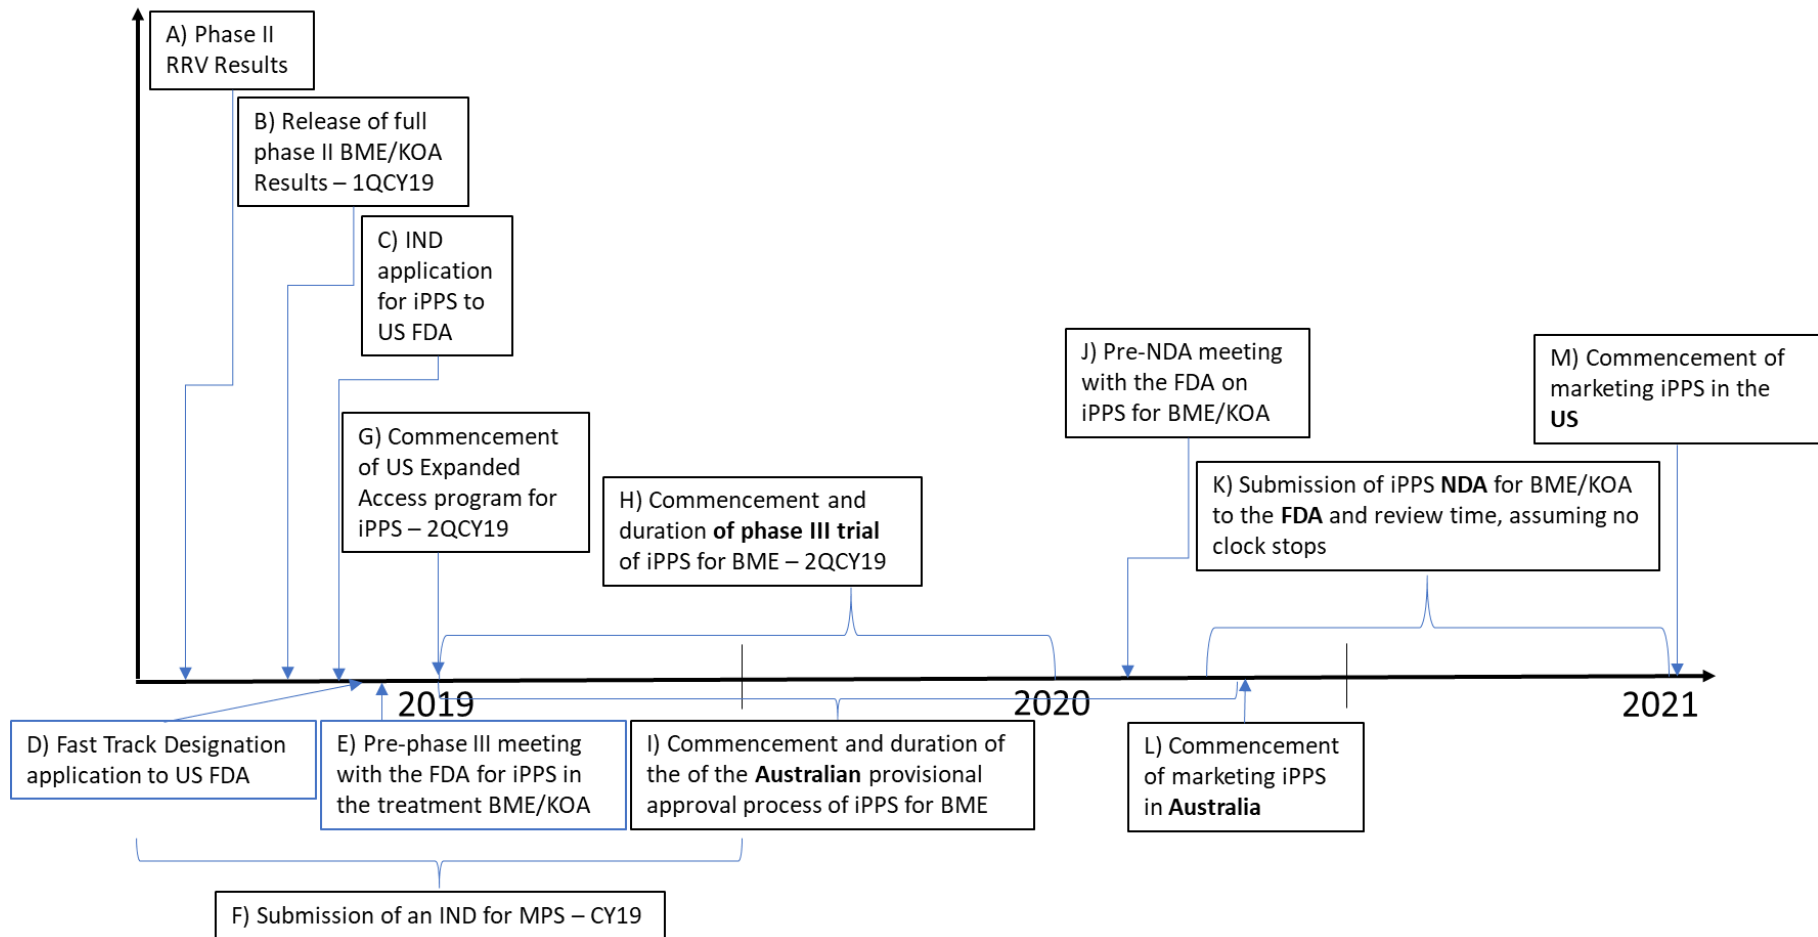 A) Phase II
RRV Results
B) Release of full
phase II BME/KOA
Results – 1QCY19
C) IND
application
for iPPS to
US FDA
G) Commencement
of US Expanded
Access program for
iPPS – 2QCY19
H) Commencement and
duration of phase III trial
of iPPS for BME – 2QCY19
J) Pre-NDA meeting
with the FDA on
iPPS for BME/KOA
K) Submission of iPPS NDA for BME/KOA
to the FDA and review time, assuming no
clock stops
M) Commencement of
marketing iPPS in the
US
2019
2020
2021
D) Fast Track Designation
application to US FDA
E) Pre-phase III meeting
with the FDA for iPPS in
the treatment BME/KOA
I) Commencement and duration of
the of the Australian provisional
approval process of iPPS for BME
L) Commencement
of marketing iPPS
in Australia
F) Submission of an IND for MPS – CY19